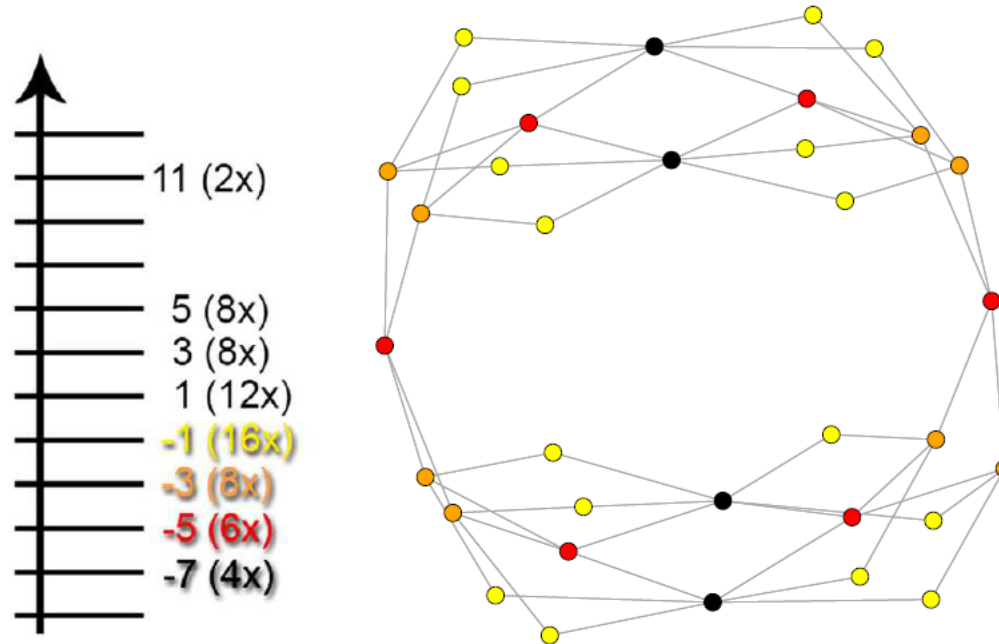 11 (2x)
5 (8x)
3 (8x)
1 (12x)
-1 (16x)
-3 (8x)
-5 (6x)
-7 (4x)